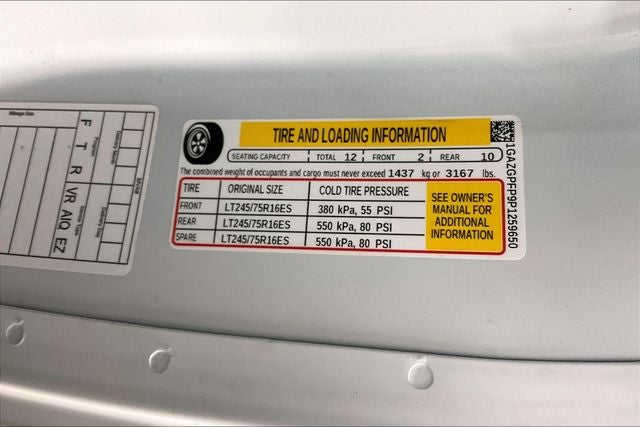 TIRE AND LOADING INFORMATION
SEATING CAPACITY TOTAL 12 FRONT 2 REAR 10
The combined weight of occupants and cargo must never exceed 1437 kg or 3167 lbs.
TIRE ORIGINAL SIZE COLD TIRE PRESSURE
FRONT LT245/75R16ES 380 kPa, 55 PSI
REAR LT245/75R16ES 550 kPa, 80 PSI
SPARE LT245/75R16ES 550 kPa, 80 PSI
SEE OWNER'S
MANUAL FOR
ADDITIONAL
INFORMATION
1GAZGPFP9P1259650
Mileage Due
F T R VR AIQ EZ